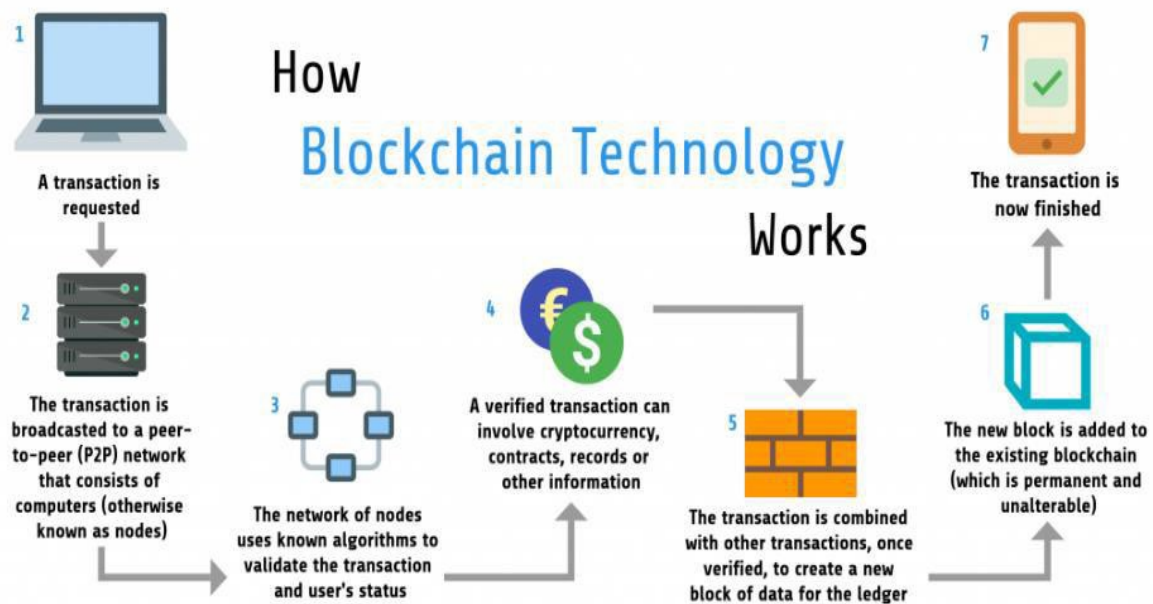 How
Blockchain Technology
Works
1
A transaction is
requested
2
The transaction is
broadcasted to a peer-
to-peer (P2P) network
that consists of
computers (otherwise
known as nodes)
3
The network of nodes
uses known algorithms to
validate the transaction
and user's status
4
€
$
A verified transaction can
involve cryptocurrency,
contracts, records or
other information
5
The transaction is combined
with other transactions, once
verified, to create a new
block of data for the ledger
6
The new block is added to
the existing blockchain
(which is permanent and
unalterable)
7
The transaction is
now finished